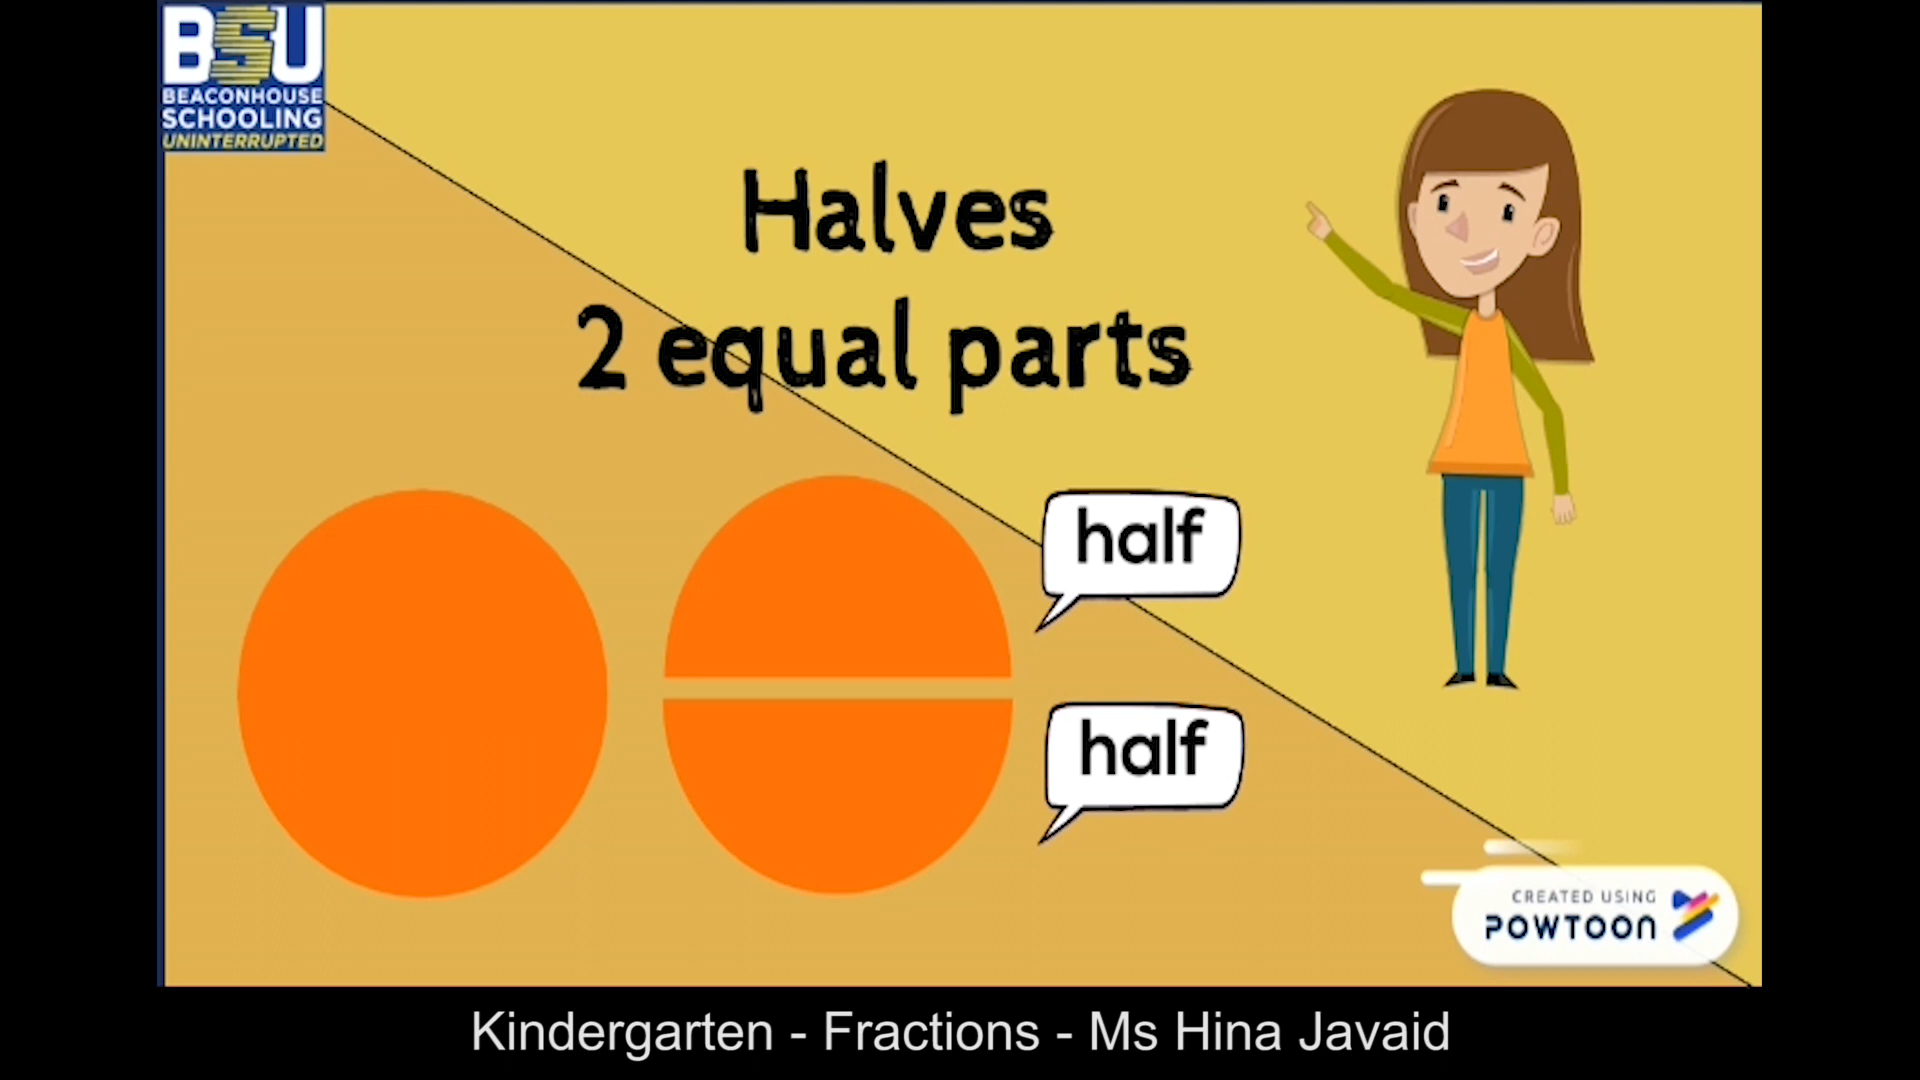 BSU
BEACONHOUSE
SCHOOLING
UNINTERRUPTED
Halves
2 equal parts
half
half
CREATED USING
POWTOON
Kindergarten - Fractions - Ms Hina Javaid